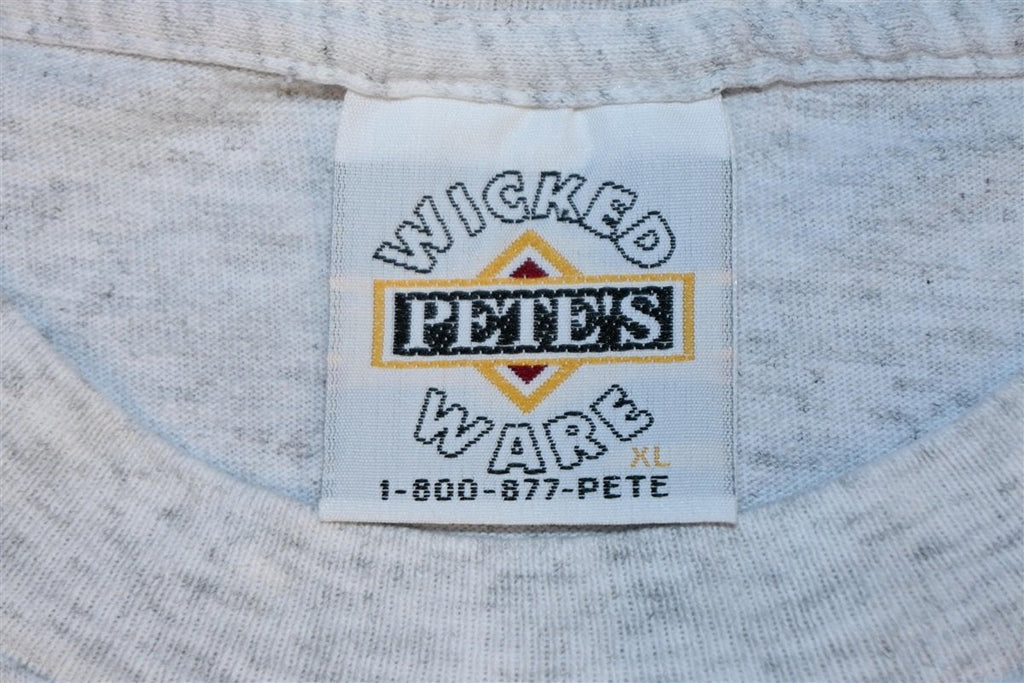 WICKED
PETE'S
WARE
XL
1-800-877-PETE